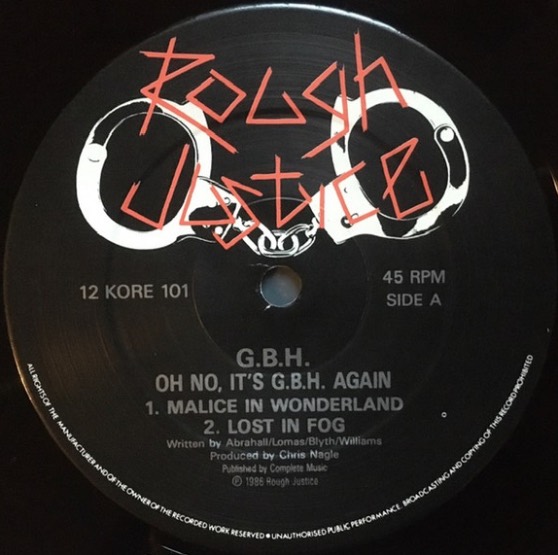 Rough
Justice
12 KORE 101
45 RPM
SIDE A
G.B.H.
OH NO, IT'S G.B.H. AGAIN
1. MALICE IN WONDERLAND
2. LOST IN FOG
Written by Abrahall/Lomas/Blyth/Williams
Produced by Chris Nagle
Published by Complete Music
℗ 1986 Rough Justice
ALL RIGHTS OF THE MANUFACTURER AND OF THE OWNER OF THE RECORDED WORK RESERVED ● UNAUTHORISED PUBLIC PERFORMANCE, BROADCASTING AND COPYING OF THIS RECORD PROHIBITED